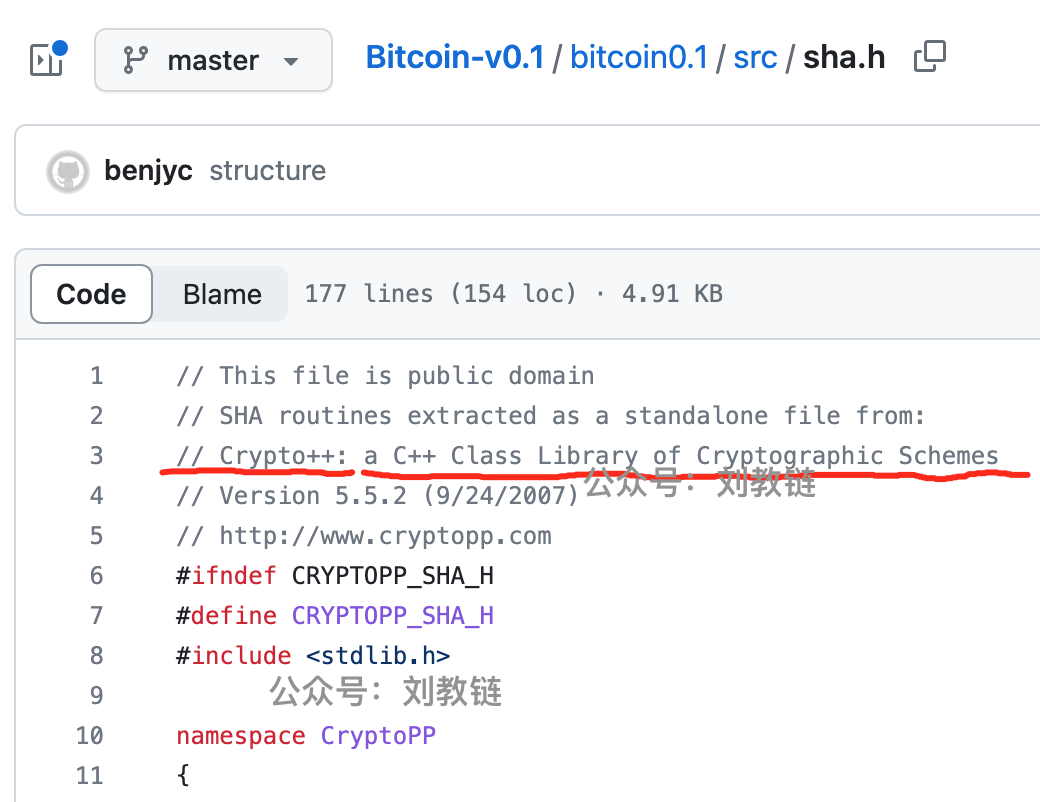 master Bitcoin-v0.1 / bitcoin0.1 / src / sha.h
benjyc structure
Code Blame 177 lines (154 loc) · 4.91 KB
1 // This file is public domain
2 // SHA routines extracted as a standalone file from:
3 // Crypto++: a C++ Class Library of Cryptographic Schemes
4 // Version 5.5.2 (9/24/2007)
公众号：刘教链
5 // http://www.cryptopp.com
6 #ifndef CRYPTOPP_SHA_H
7 #define CRYPTOPP_SHA_H
8 #include <stdlib.h>
9
公众号：刘教链
10 namespace CryptoPP
11 {